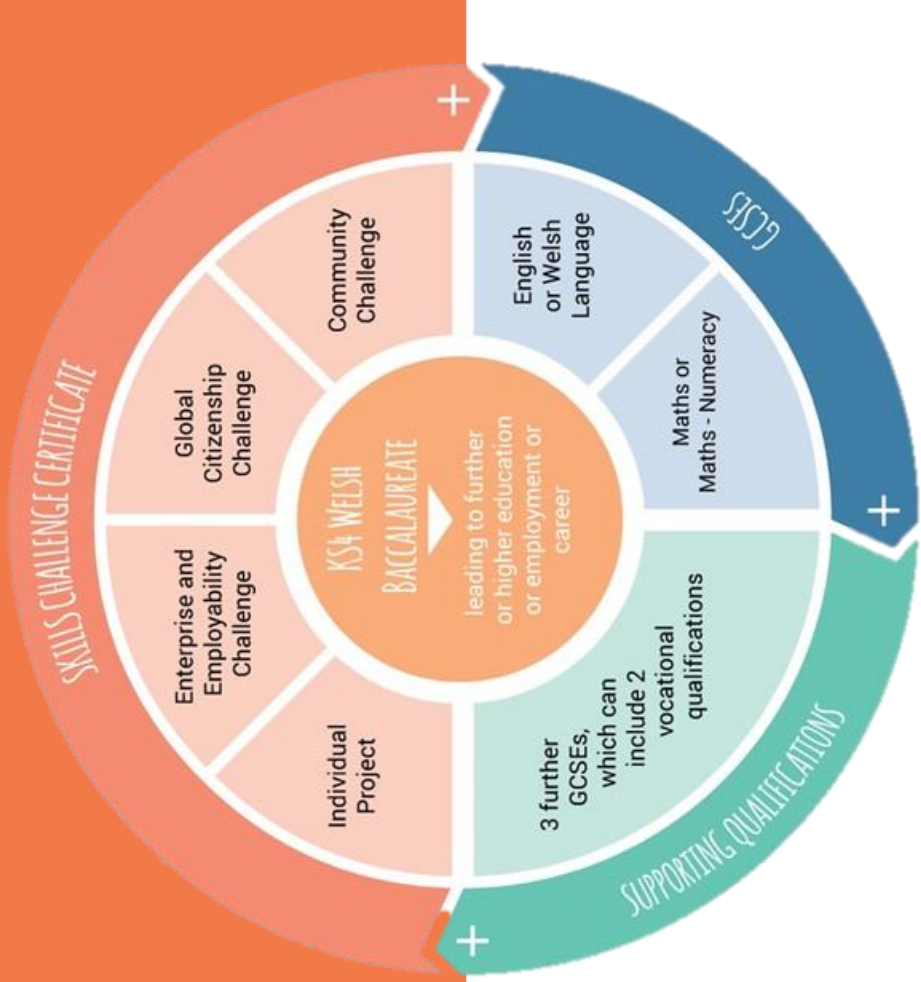 SKILLS CHALLENGE CERTIFICATE
Individual
Project
Enterprise and
Employability
Challenge
Global
Citizenship
Challenge
Community
Challenge
KS4 WELSH
BACCALAUREATE
leading to further
or higher education
or employment or
career
3 further
GCSEs,
which can
include 2
vocational
qualifications
SUPPORTING QUALIFICATIONS
English
or Welsh
Language
Maths or
Maths - Numeracy
GCSES
+
+
+